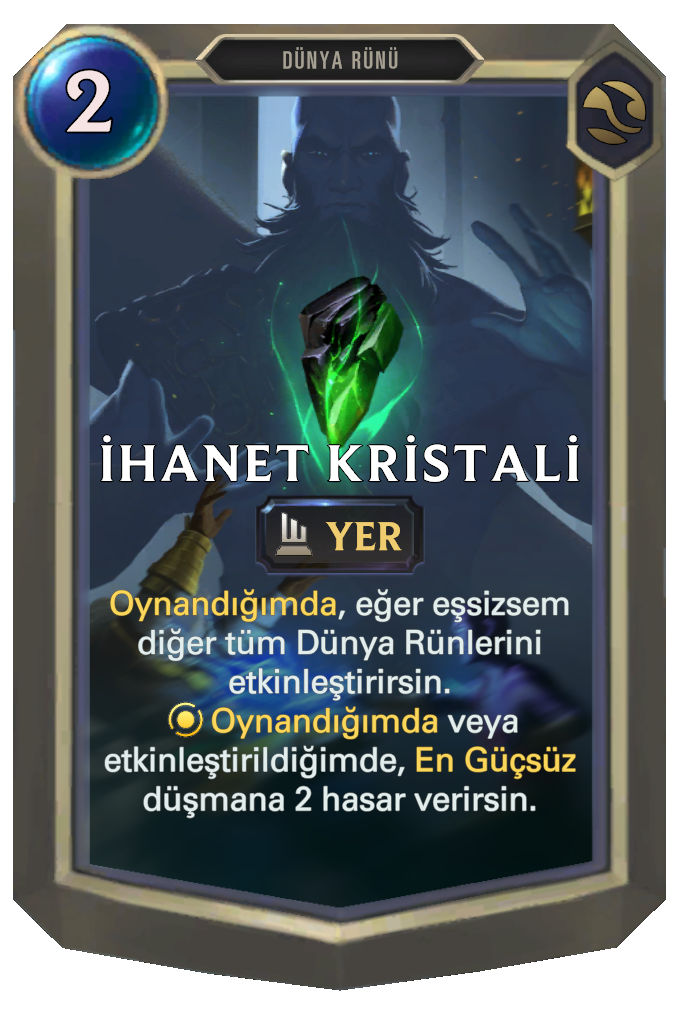 2
DÜNYA RÜNÜ
İHANET KRİSTALİ
YER
Oynandığımda, eğer eşsizsem
diğer tüm Dünya Rünlerini
etkinleştirirsin.
Oynandığımda veya
etkinleştirildiğimde, En Güçsüz
düşmana 2 hasar verirsin.